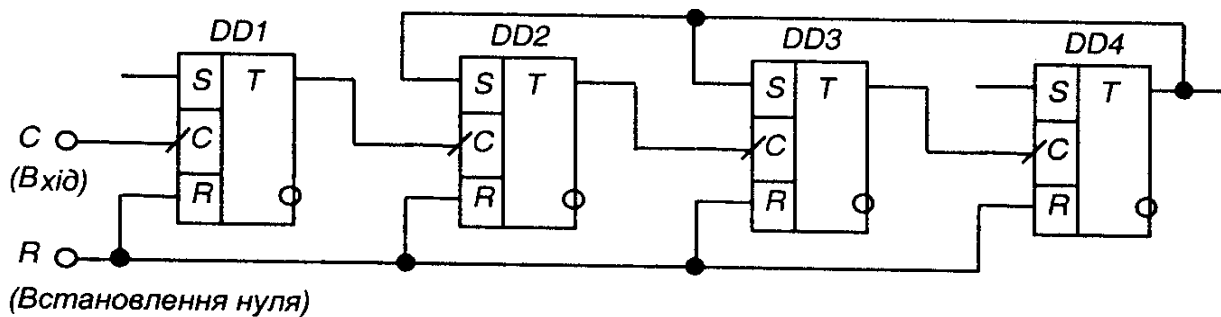 DD1 DD2 DD3 DD4
S T S T S T S T
C C C C C
(Вхід)
R R R R
R
(Встановлення нуля)